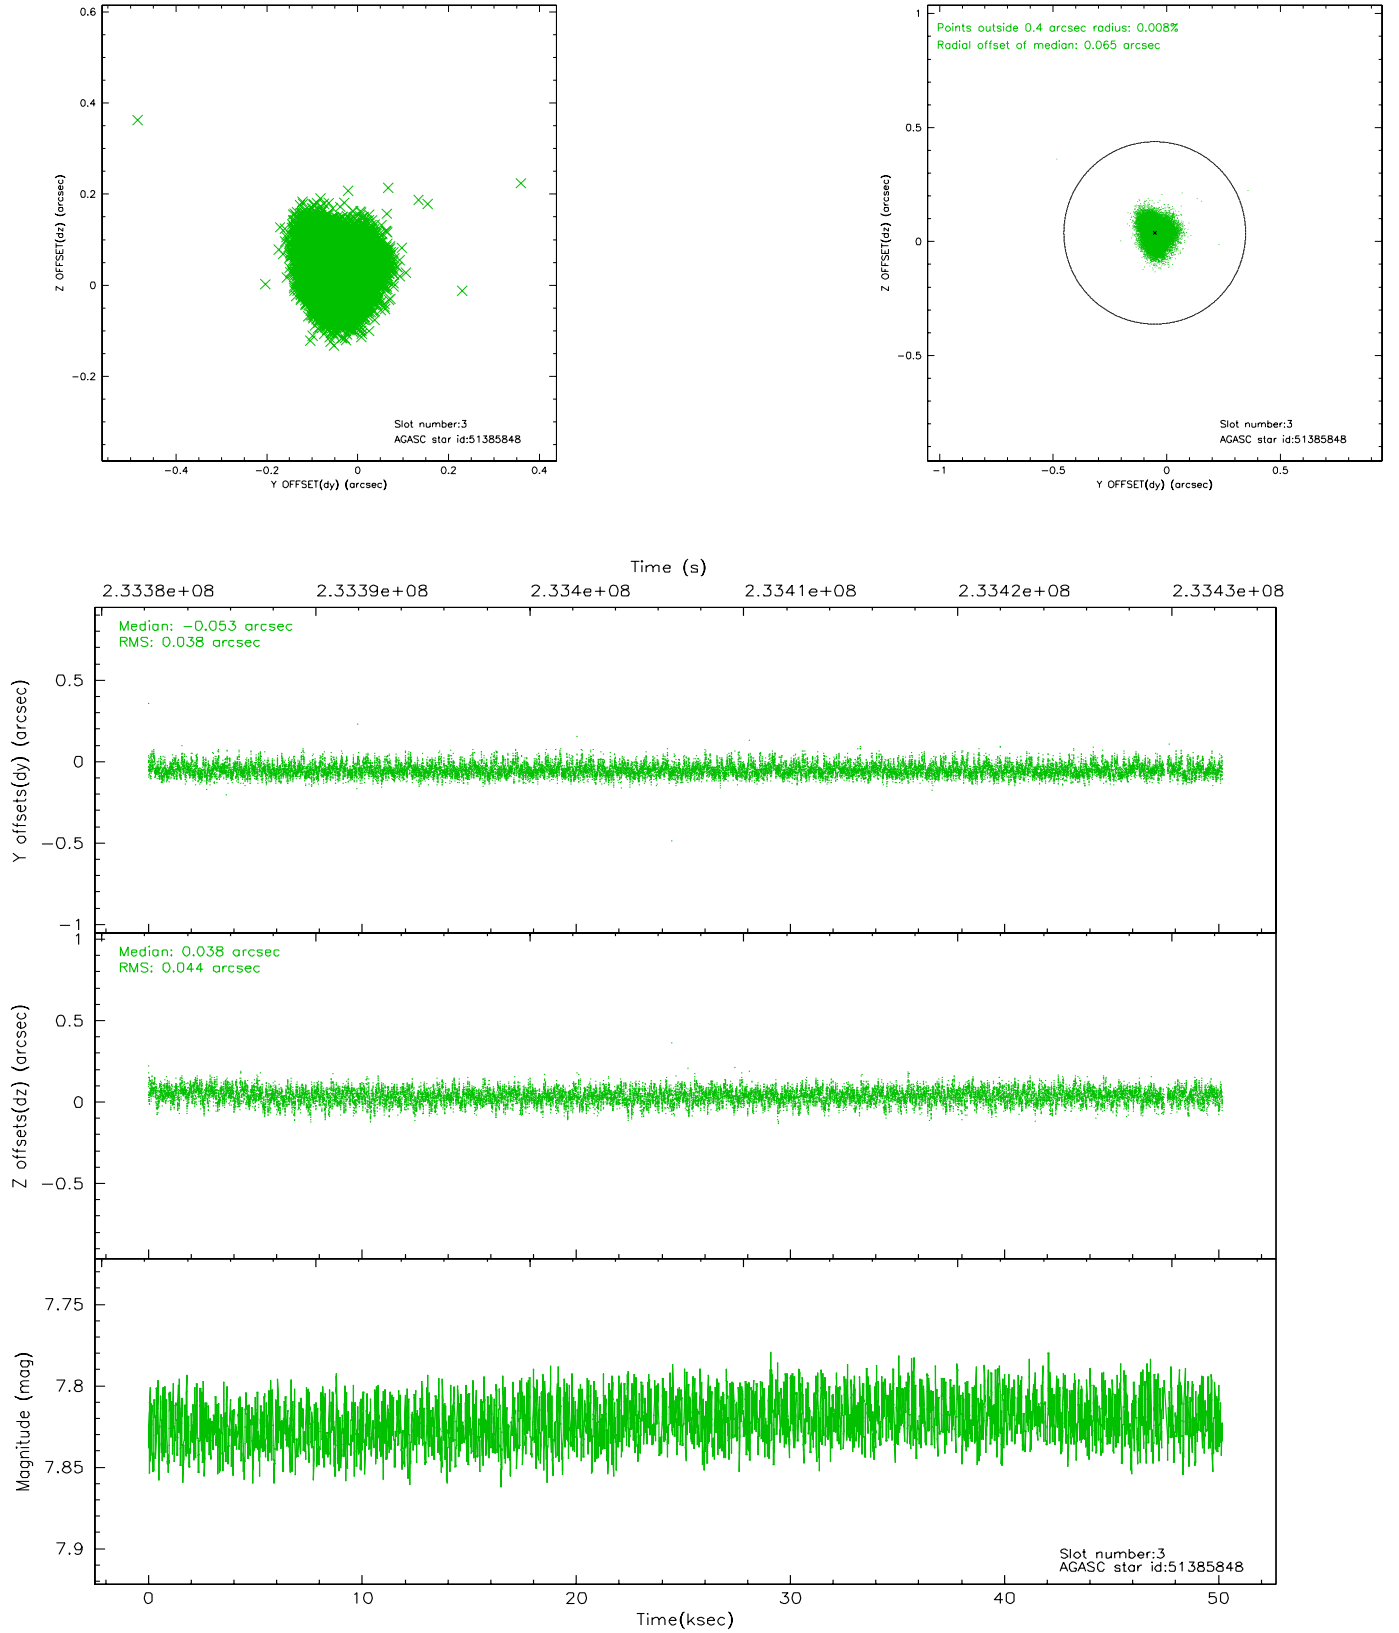 0.6
0.4
0.2
0
−0.2
Z OFFSET(dz) (arcsec)
Slot number:3
AGASC star id:51385848
−0.4 −0.2 0 0.2 0.4
Y OFFSET(dy) (arcsec)
Points outside 0.4 arcsec radius: 0.008%
Radial offset of median: 0.065 arcsec
1
0.5
0
−0.5
Z OFFSET(dz) (arcsec)
Slot number:3
AGASC star id:51385848
−1 −0.5 0 0.5
Y OFFSET(dy) (arcsec)
Time (s)
2.3338e+08 2.3339e+08 2.334e+08 2.3341e+08 2.3342e+08 2.3343e+08
Median: −0.053 arcsec
RMS: 0.038 arcsec
0.5
0
−0.5
−1
Y offsets(dy) (arcsec)
Median: 0.038 arcsec
RMS: 0.044 arcsec
1
0.5
0
−0.5
Z offsets(dz) (arcsec)
7.75
7.8
7.85
7.9
Magnitude (mag)
Slot number:3
AGASC star id:51385848
0 10 20 30 40 50
Time(ksec)